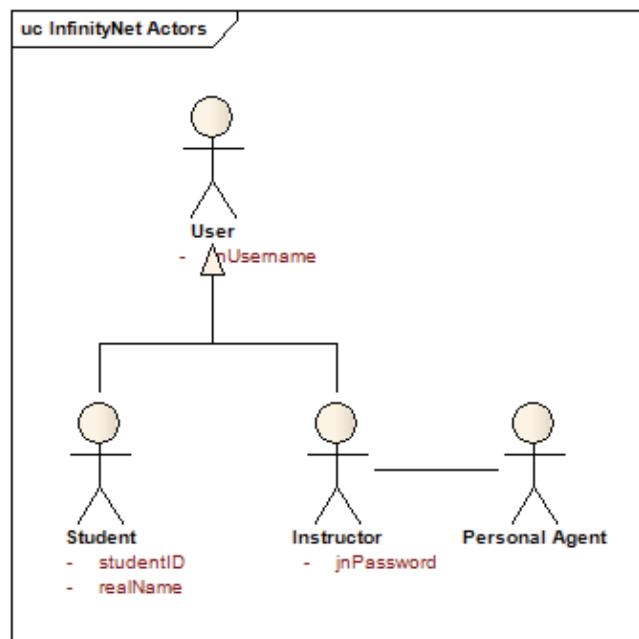 uc InfinityNet Actors
User
-
Student
- studentID
- realName
Instructor
- jnPassword
Personal Agent